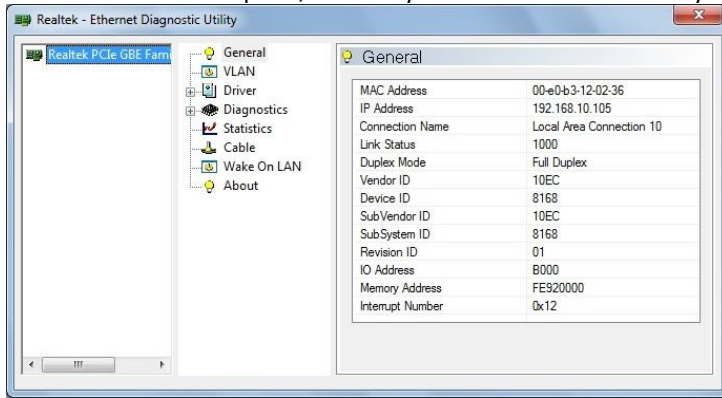 Realtek - Ethernet Diagnostic Utility
Realtek PCIe GBE Fami
General
VLAN
Driver
Diagnostics
Statistics
Cable
Wake On LAN
About
General
MAC Address 00-e0-b3-12-02-36
IP Address 192.168.10.105
Connection Name Local Area Connection 10
Link Status 1000
Duplex Mode Full Duplex
Vendor ID 10EC
Device ID 8168
SubVendor ID 10EC
SubSystem ID 8168
Revision ID 01
IO Address B000
Memory Address FE920000
Interrupt Number 0x12